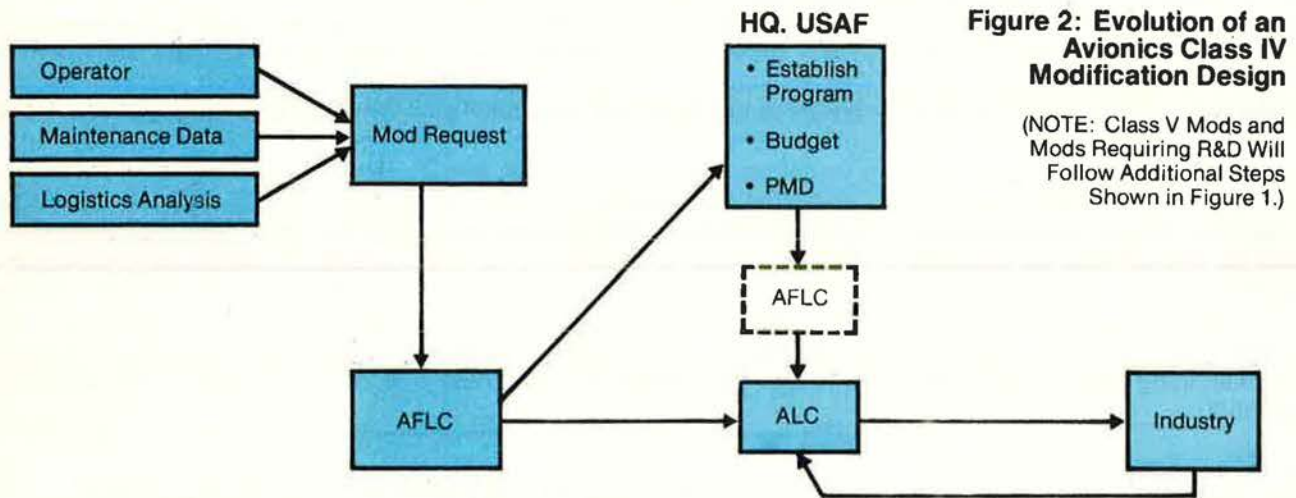 HQ. USAF
Figure 2: Evolution of an
Avionics Class IV
Modification Design
(NOTE: Class V Mods and
Mods Requiring R&D Will
Follow Additional Steps
Shown in Figure 1.)
Operator
Maintenance Data
Logistics Analysis
Mod Request
• Establish
Program
• Budget
• PMD
AFLC
AFLC
ALC
Industry